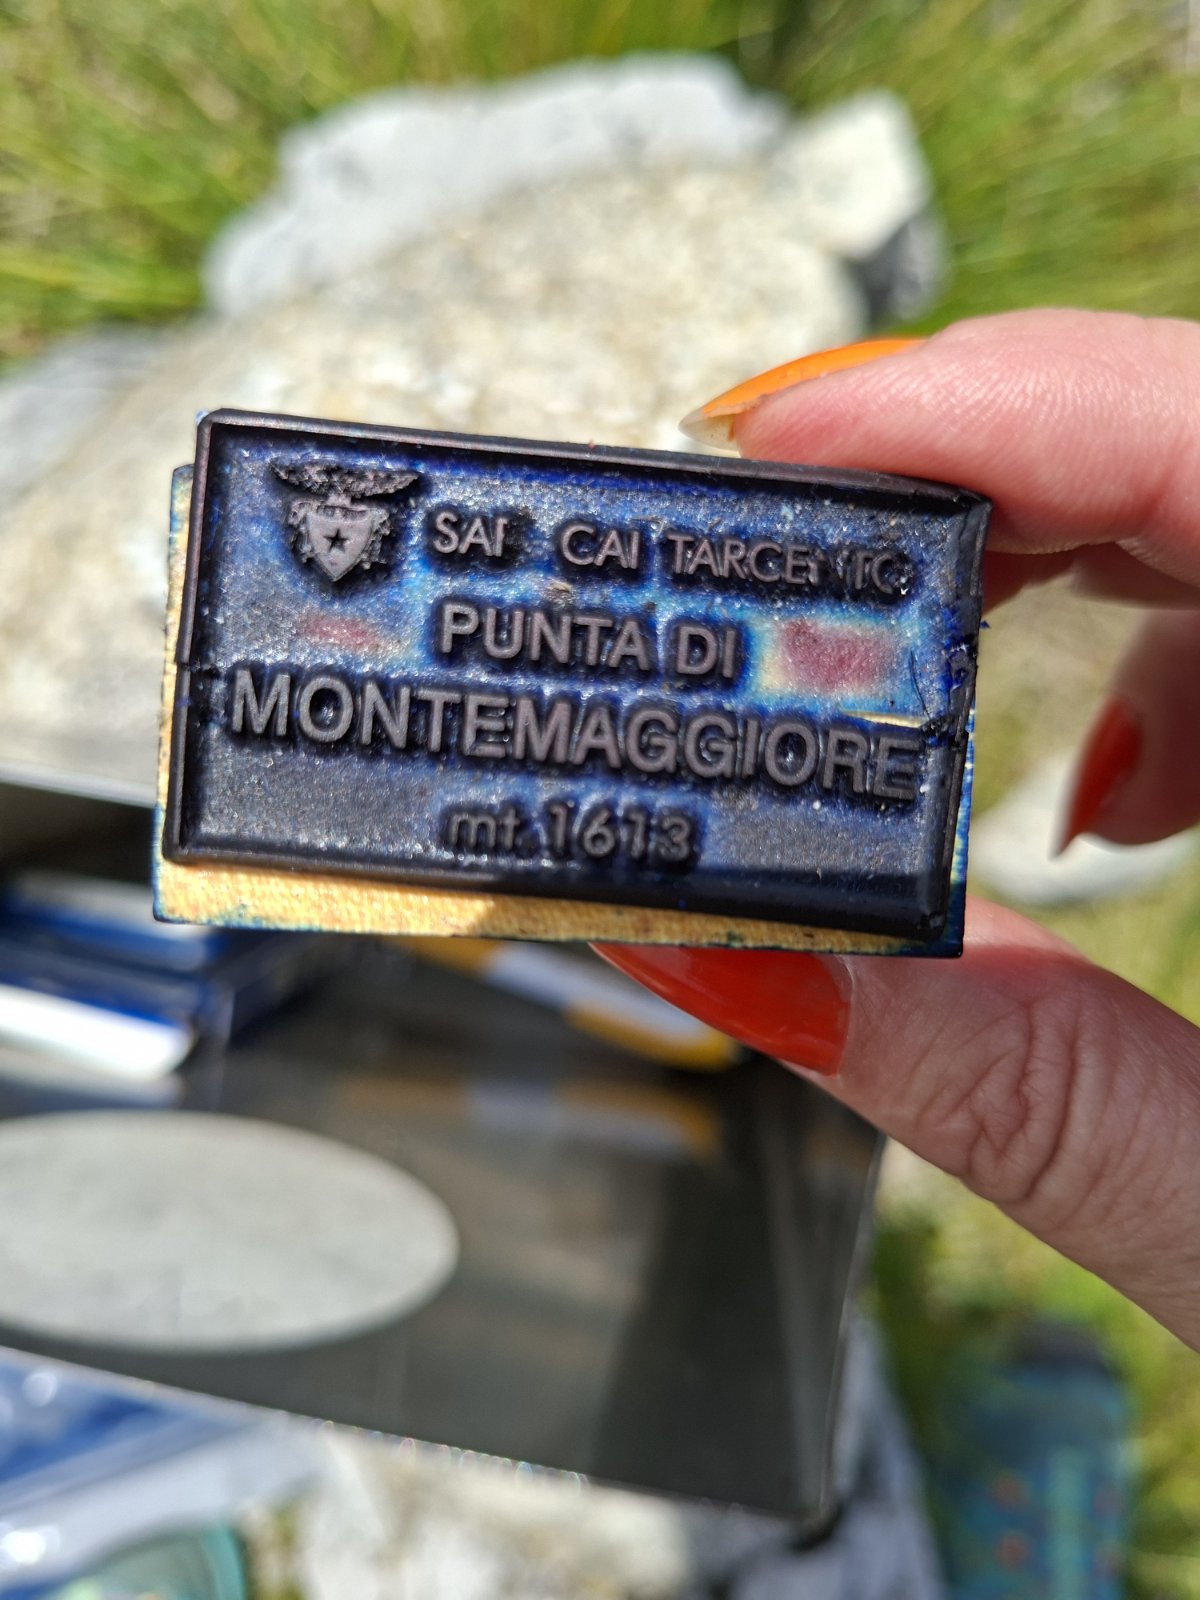 SAF CAI TARCENTO
PUNTA DI
MONTEMAGGIORE
mt. 1613